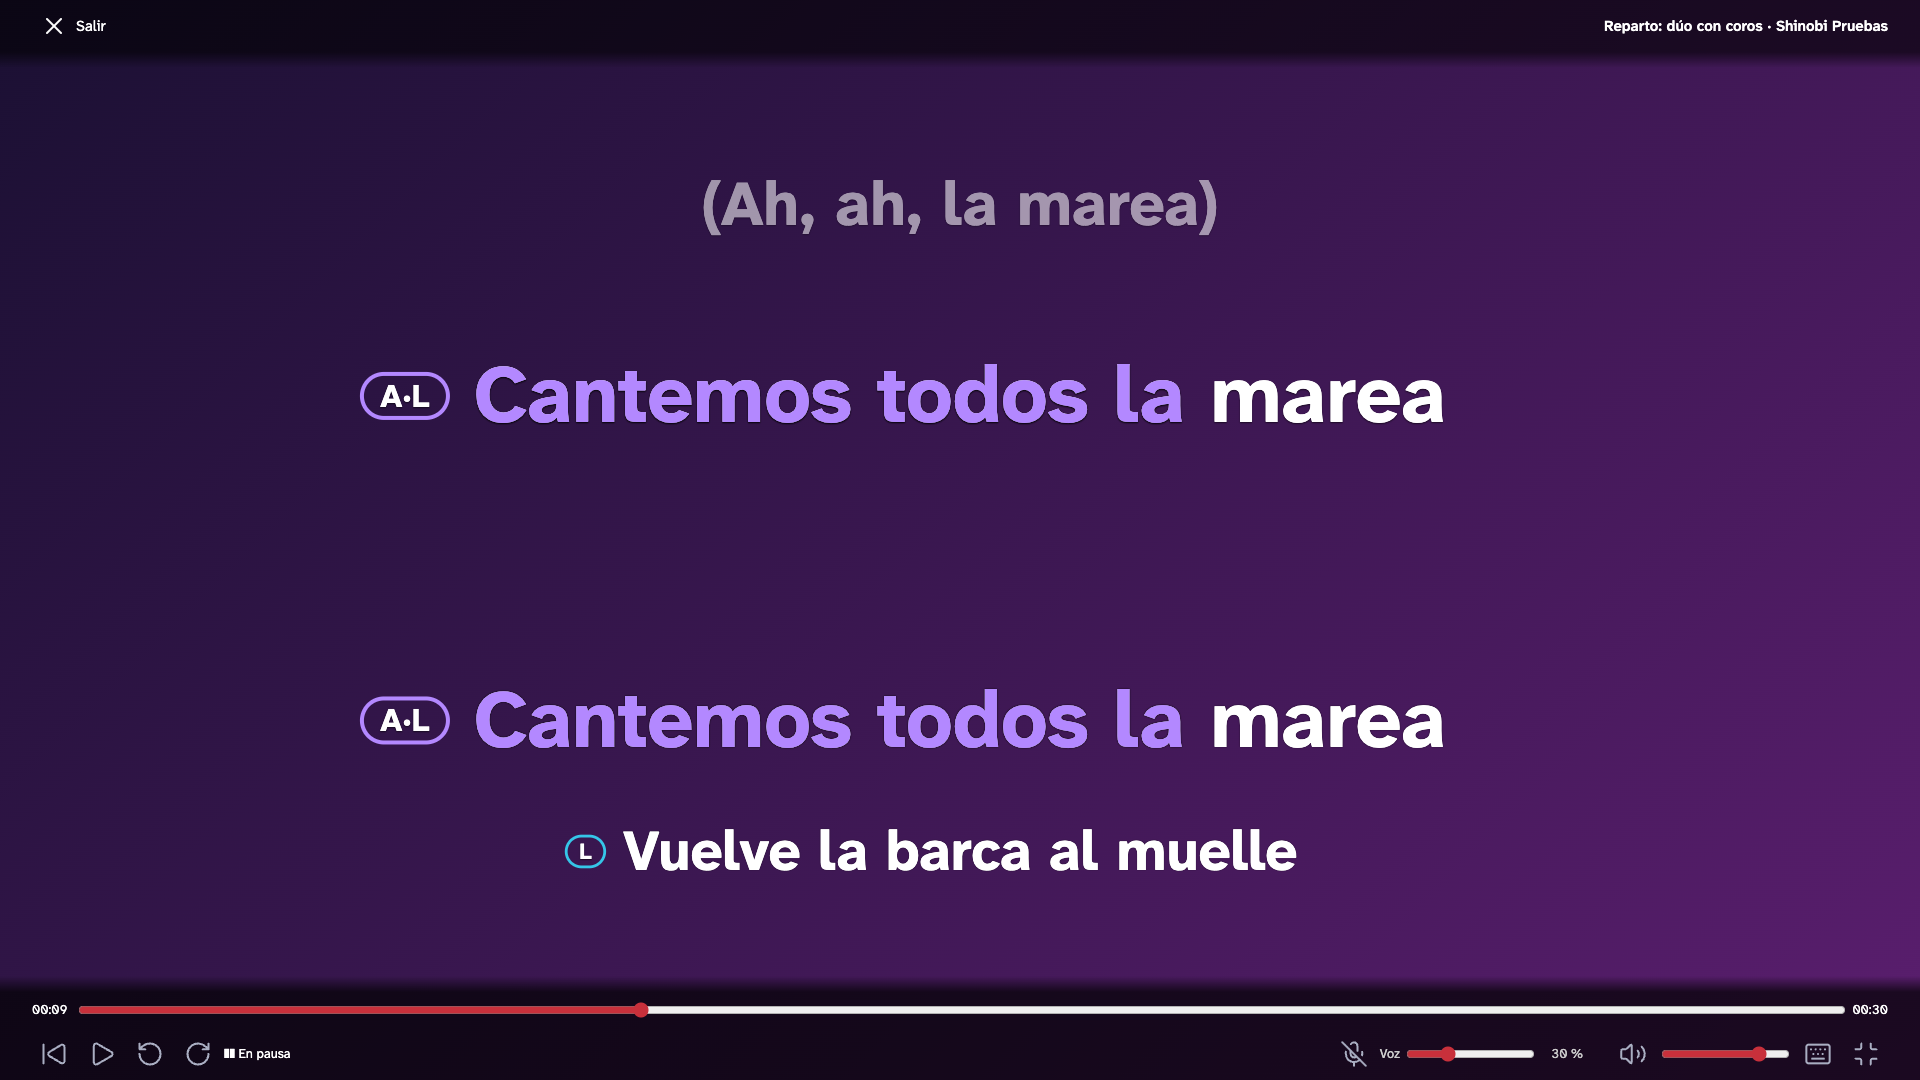 Salir
Reparto: dúo con coros · Shinobi Pruebas
(Ah, ah, la marea)
A•L Cantemos todos la marea
A•L Cantemos todos la marea
L Vuelve la barca al muelle
00:09
00:30
En pausa
Voz
30 %